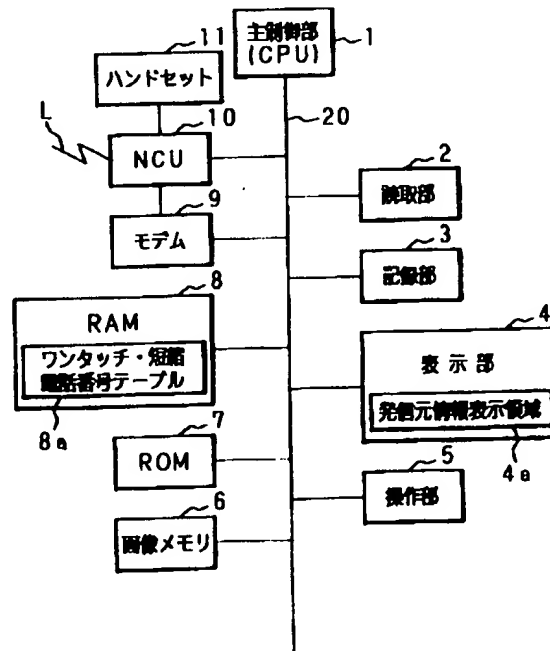 11
ハンドセット
主制御部
(CPU)
1
L
10
NCU
20
2
読取部
9
モデム
3
記録部
8
RAM
ワンタッチ・短縮
電話番号テーブル
8a
4
表示部
発信元情報表示領域
4a
7
ROM
5
操作部
6
画像メモリ